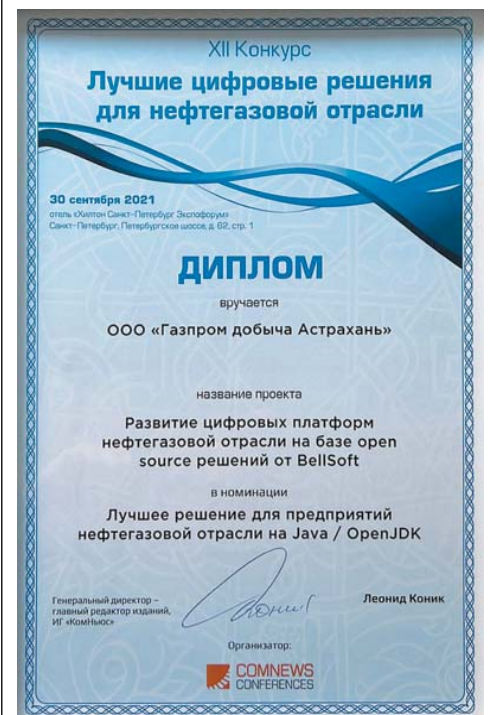 XII Конкурс
Лучшие цифровые решения
для нефтегазовой отрасли
30 сентября 2021
отель «Хилтон Санкт-Петербург Экспофорум»
Санкт-Петербург, Петербургское шоссе, д. 62, стр. 1
ДИПЛОМ
вручается
ООО «Газпром добыча Астрахань»
название проекта
Развитие цифровых платформ
нефтегазовой отрасли на базе open
source решений от BellSoft
в номинации
Лучшее решение для предприятий
нефтегазовой отрасли на Java / OpenJDK
Генеральный директор –
главный редактор изданий,
ИГ «КомНьюс»
Леонид Коник
Организатор:
COMNEWS
CONFERENCES